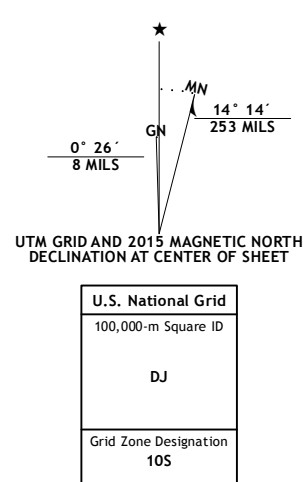 ★
MN
GN
14° 14´
253 MILS
0° 26´
8 MILS
UTM GRID AND 2015 MAGNETIC NORTH
DECLINATION AT CENTER OF SHEET
U.S. National Grid
100,000-m Square ID
DJ
Grid Zone Designation
10S